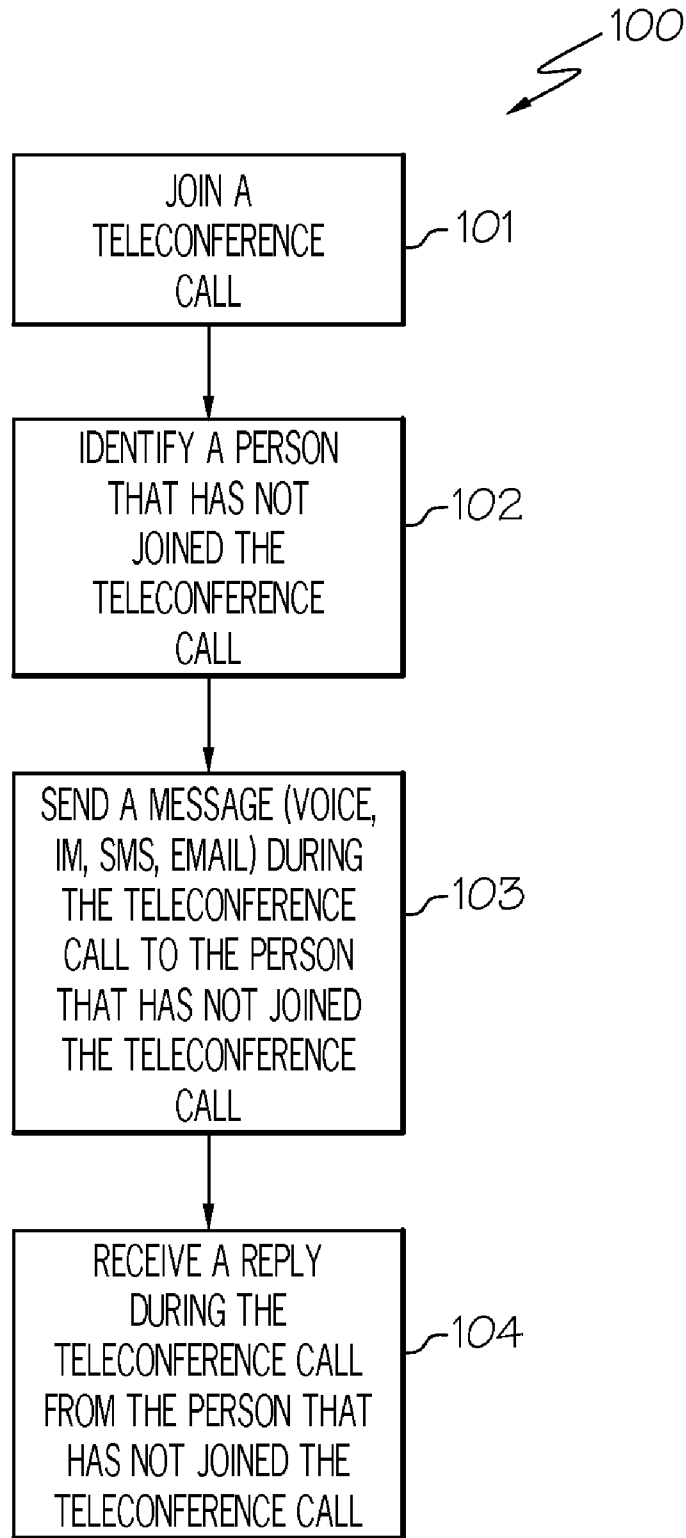 100
JOIN A
TELECONFERENCE
CALL
101
IDENTIFY A PERSON
THAT HAS NOT
JOINED THE
TELECONFERENCE
CALL
102
SEND A MESSAGE (VOICE,
IM, SMS, EMAIL) DURING
THE TELECONFERENCE
CALL TO THE PERSON
THAT HAS NOT JOINED
THE TELECONFERENCE
CALL
103
RECEIVE A REPLY
DURING THE
TELECONFERENCE CALL
FROM THE PERSON THAT
HAS NOT JOINED THE
TELECONFERENCE CALL
104